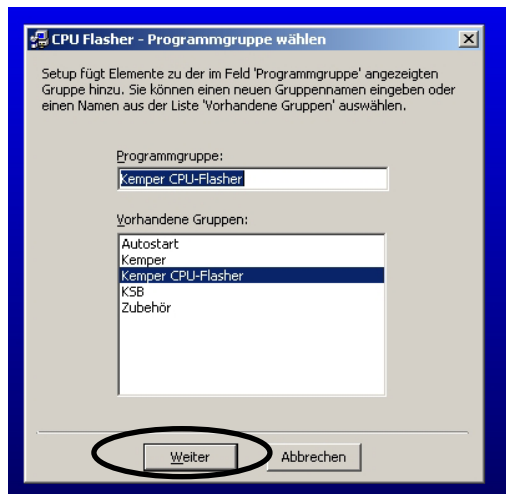 CPU Flasher - Programmgruppe wählen
Setup fügt Elemente zu der im Feld 'Programmgruppe' angezeigten
Gruppe hinzu. Sie können einen neuen Gruppennamen eingeben oder
einen Namen aus der Liste 'Vorhandene Gruppen' auswählen.
Programmgruppe:
Kemper CPU-Flasher
Vorhandene Gruppen:
Autostart
Kemper
Kemper CPU-Flasher
KSB
Zubehör
Weiter Abbrechen